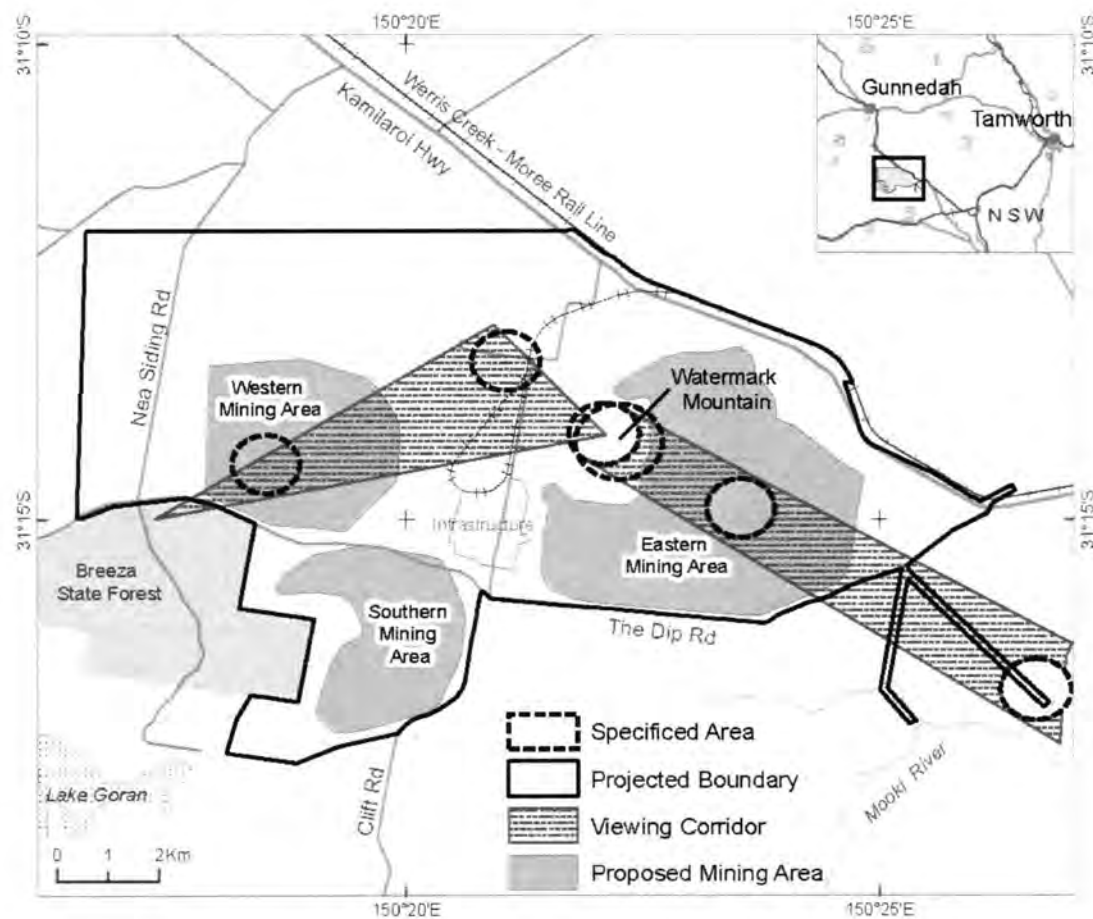 150°20'E
150°25'E
31°10'S
31°10'S
Gunnedah
Tamworth
NSW
Werris Creek - Moree Rail Line
Kamilaroi Hwy
Nea Siding Rd
Western
Mining Area
Watermark
Mountain
31°15'S
31°15'S
Infrastructure
Eastern
Mining Area
Breeza
State Forest
Southern
Mining
Area
The Dip Rd
Specificed Area
Projected Boundary
Viewing Corridor
Proposed Mining Area
Mooki River
Lake Goran
Cliff Rd
0 1 2Km
150°20'E
150°25'E